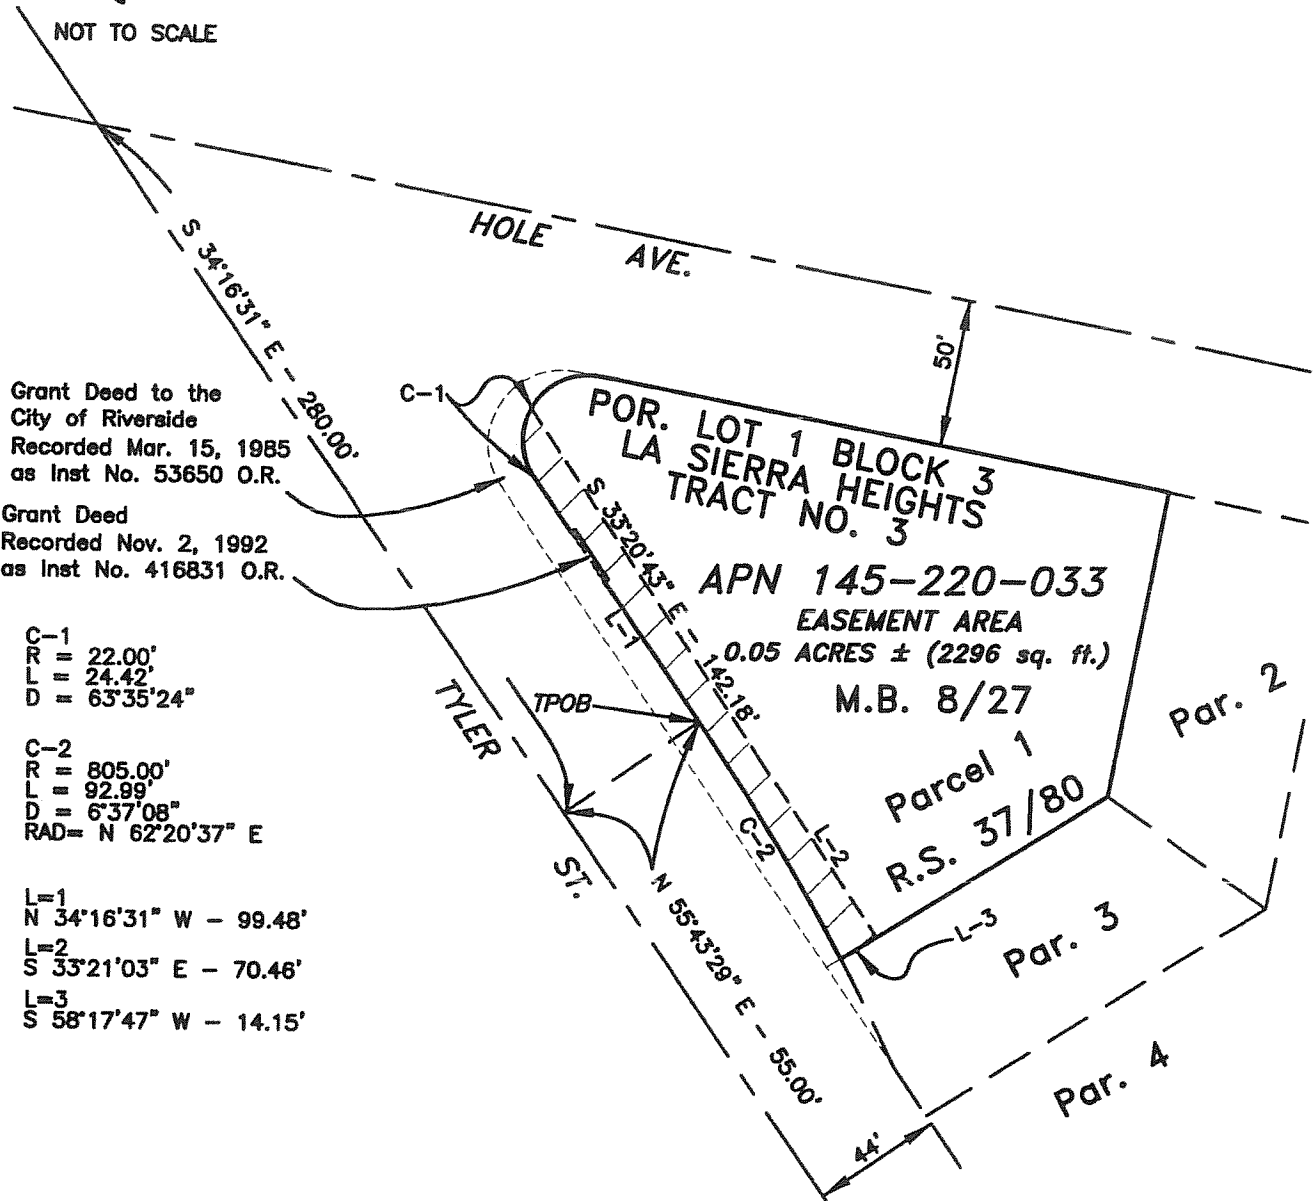 NOT TO SCALE
HOLE AVE.
S 34°16'31" E - 280.00'
50'
Grant Deed to the
City of Riverside
Recorded Mar. 15, 1985
as Inst No. 53650 O.R.
C-1
POR. LOT 1 BLOCK 3
LA SIERRA HEIGHTS
TRACT NO. 3
Grant Deed
Recorded Nov. 2, 1992
as Inst No. 416831 O.R.
S 33°20'43" E - 142.18'
L-1
APN 145-220-033
EASEMENT AREA
0.05 ACRES ± (2296 sq. ft.)
M.B. 8/27
Parcel 1
R.S. 37/80
Par. 2
C-1
R = 22.00'
L = 24.42'
D = 63°35'24"
C-2
R = 805.00'
L = 92.99'
D = 6°37'08"
RAD= N 62°20'37" E
L=1
N 34°16'31" W - 99.48'
L=2
S 33°21'03" E - 70.46'
L=3
S 58°17'47" W - 14.15'
TYLER ST.
TPOB
C-2
L-2
N 55°43'29" E - 55.00'
L-3
Par. 3
Par. 4
44'